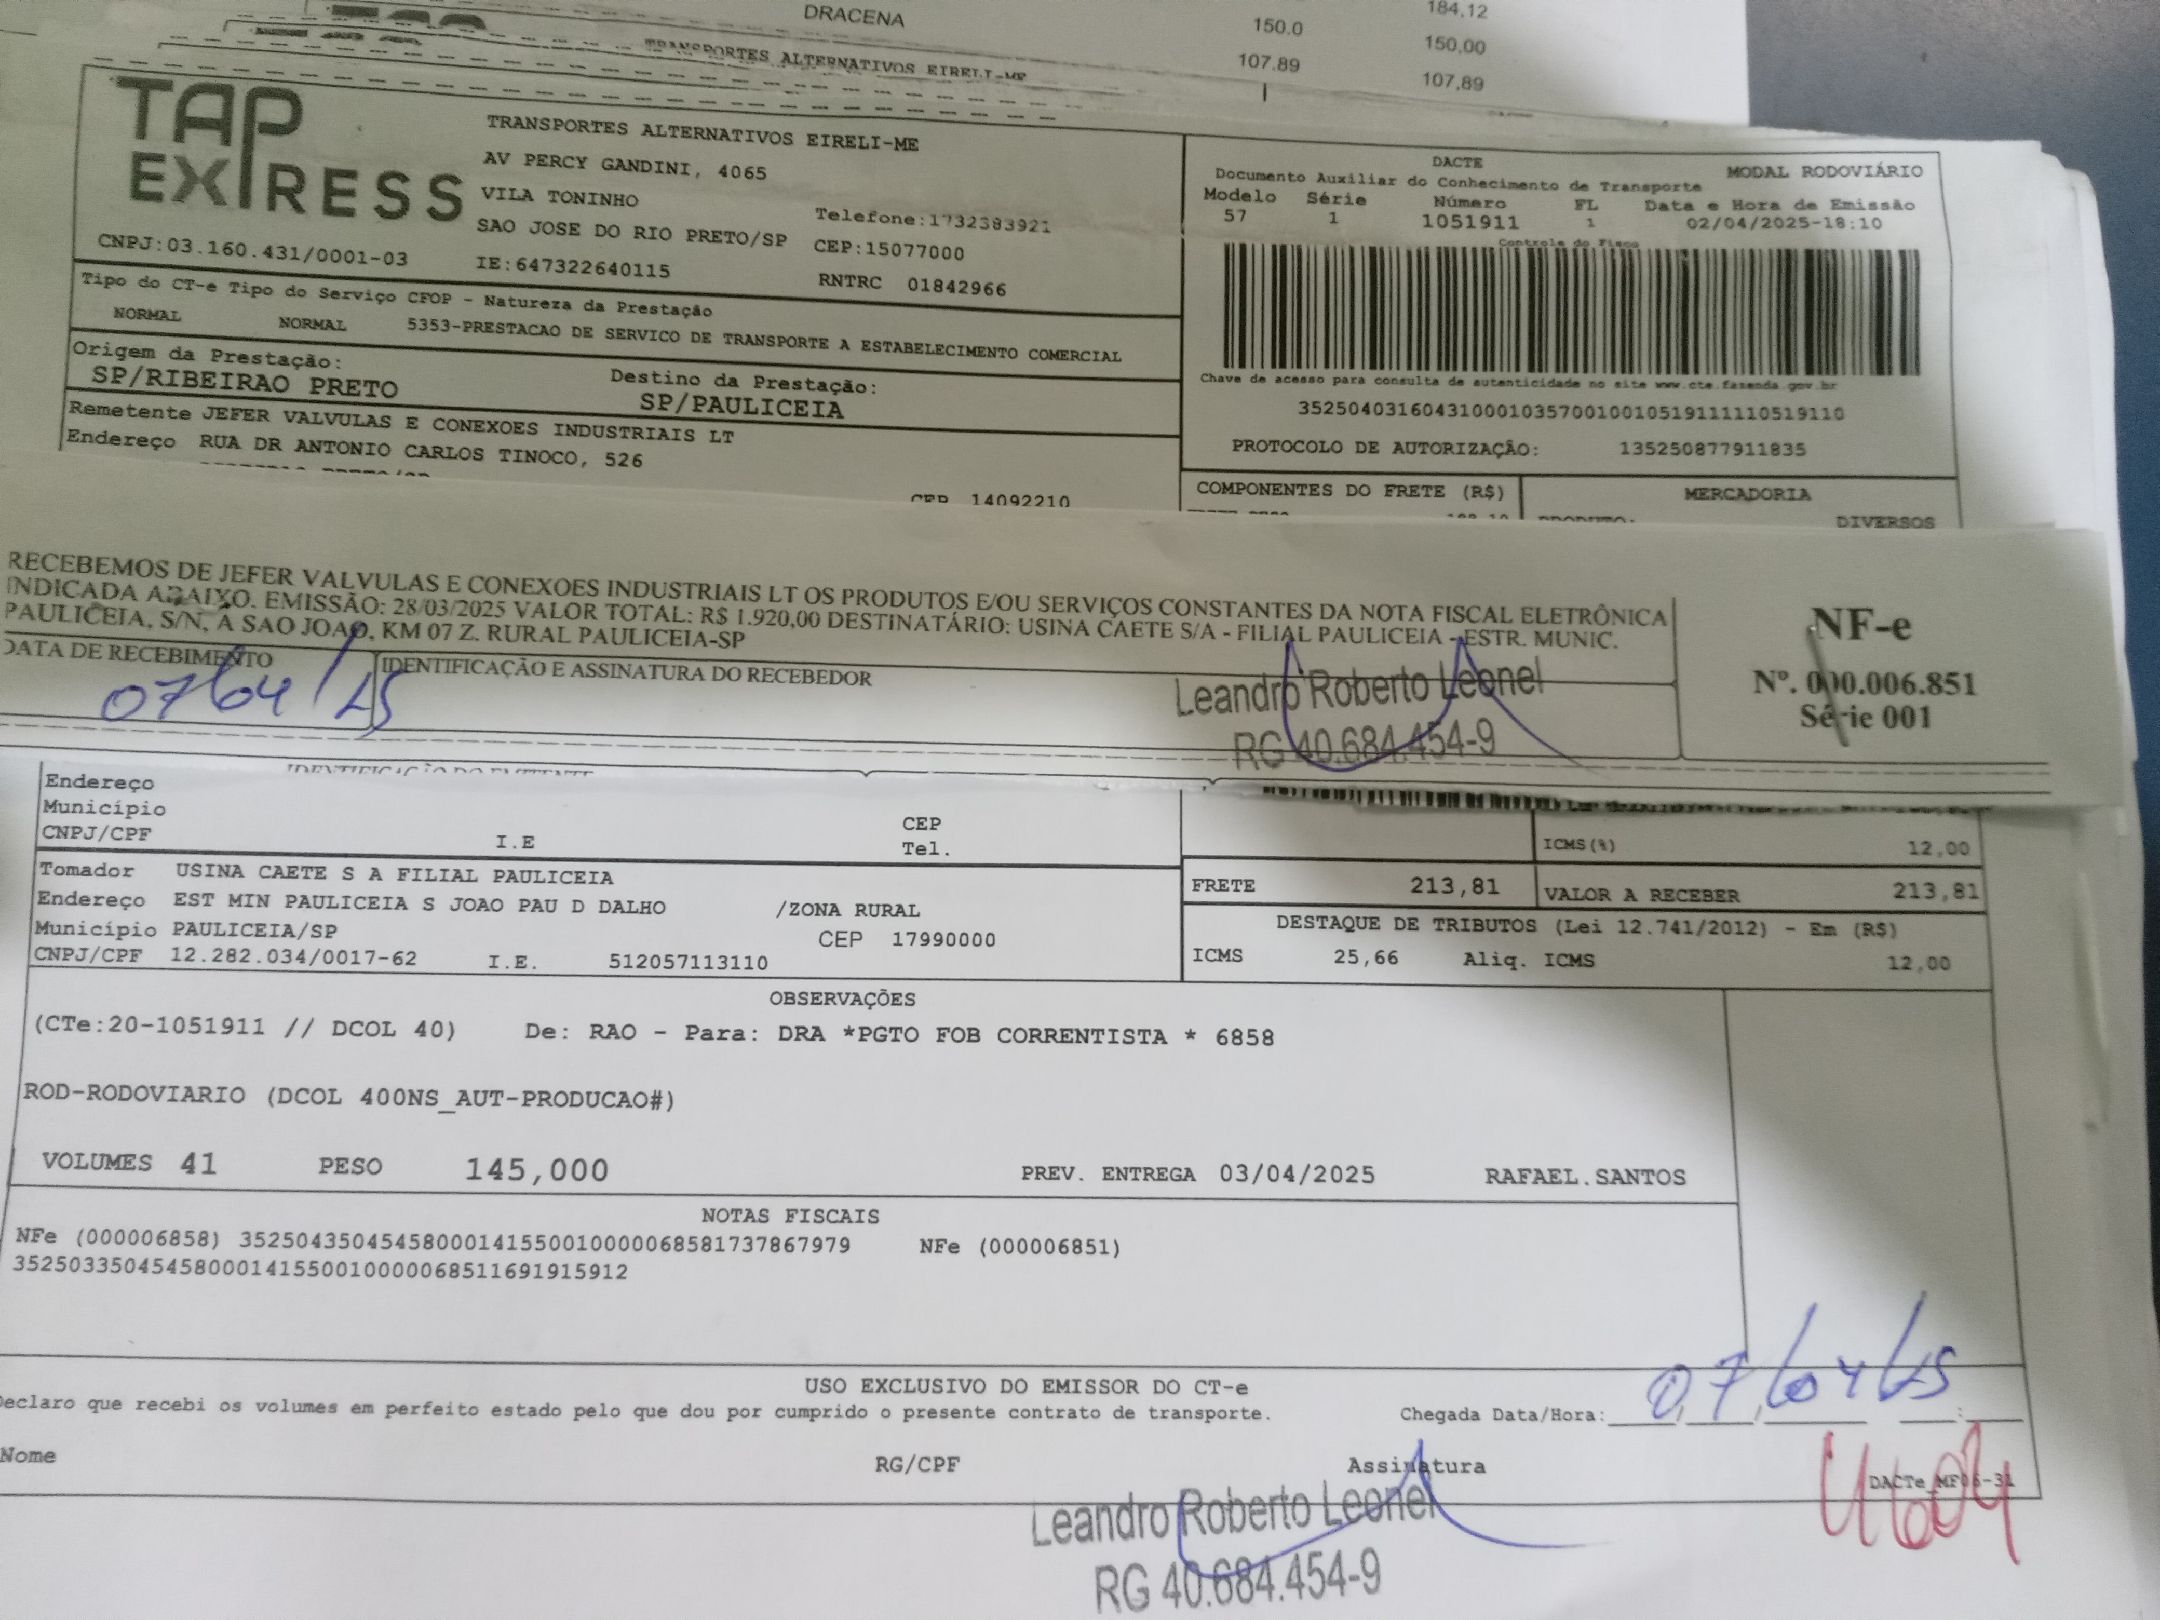 DRACENA
184,12
150.0
150,00
TRANSPORTES ALTERNATIVOS EIRELI-ME
107.89
107,89
TAP EXPRESS
TRANSPORTES ALTERNATIVOS EIRELI-ME
AV PERCY GANDINI, 4065
VILA TONINHO
Telefone:1732383921
SAO JOSE DO RIO PRETO/SP
CEP:15077000
CNPJ:03.160.431/0001-03
IE:647322640115
RNTRC 01842966
DACTE
MODAL RODOVIÁRIO
Documento Auxiliar do Conhecimento de Transporte
Modelo Série Número FL Data e Hora de Emissão
57 1 1051911 1 02/04/2025-18:10
Controle do Fisco
Tipo do CT-e Tipo do Serviço CFOP - Natureza da Prestação
NORMAL NORMAL 5353-PRESTACAO DE SERVICO DE TRANSPORTE A ESTABELECIMENTO COMERCIAL
Origem da Prestação:
SP/RIBEIRAO PRETO
Destino da Prestação:
SP/PAULICEIA
Chave de acesso para consulta de autenticidade no site www.cte.fazenda.gov.br
35250403160431000103570010010519111110519110
PROTOCOLO DE AUTORIZAÇÃO: 135250877911835
Remetente JEFER VALVULAS E CONEXOES INDUSTRIAIS LT
Endereço RUA DR ANTONIO CARLOS TINOCO, 526
CEP 14092210
COMPONENTES DO FRETE (R$)
MERCADORIA
PRODUTO: DIVERSOS
RECEBEMOS DE JEFER VALVULAS E CONEXOES INDUSTRIAIS LT OS PRODUTOS E/OU SERVIÇOS CONSTANTES DA NOTA FISCAL ELETRÔNICA
INDICADA ABAIXO. EMISSÃO: 28/03/2025 VALOR TOTAL: R$ 1.920,00 DESTINATÁRIO: USINA CAETE S/A - FILIAL PAULICEIA - ESTR. MUNIC.
PAULICEIA, S/N, A SAO JOAO, KM 07 Z. RURAL PAULICEIA-SP
DATA DE RECEBIMENTO
IDENTIFICAÇÃO E ASSINATURA DO RECEBEDOR
07/04/25
Leandro Roberto Leonel
RG 40.684.454-9
NF-e
Nº. 000.006.851
Série 001
IDENTIFICAÇÃO DO EMITENTE
Endereço
Município
CEP
CNPJ/CPF
I.E
Tel.
ICMS(%) 12,00
Tomador USINA CAETE S A FILIAL PAULICEIA
Endereço EST MIN PAULICEIA S JOAO PAU D DALHO /ZONA RURAL
Município PAULICEIA/SP
CEP 17990000
CNPJ/CPF 12.282.034/0017-62 I.E. 512057113110
FRETE 213,81
VALOR A RECEBER 213,81
DESTAQUE DE TRIBUTOS (Lei 12.741/2012) - Em (R$)
ICMS 25,66 Aliq. ICMS 12,00
OBSERVAÇÕES
(CTe:20-1051911 // DCOL 40) De: RAO - Para: DRA *PGTO FOB CORRENTISTA * 6858
ROD-RODOVIARIO (DCOL 400NS_AUT-PRODUCAO#)
VOLUMES 41 PESO 145,000 PREV. ENTREGA 03/04/2025 RAFAEL.SANTOS
NOTAS FISCAIS
NFe (000006858) 35250435045458000141550010000068581737867979 NFe (000006851)
35250335045458000141550010000068511691915912
USO EXCLUSIVO DO EMISSOR DO CT-e
Declaro que recebi os volumes em perfeito estado pelo que dou por cumprido o presente contrato de transporte.
Chegada Data/Hora: 07/04/25
Nome
RG/CPF
Assinatura
Leandro Roberto Leonel
RG 40.684.454-9